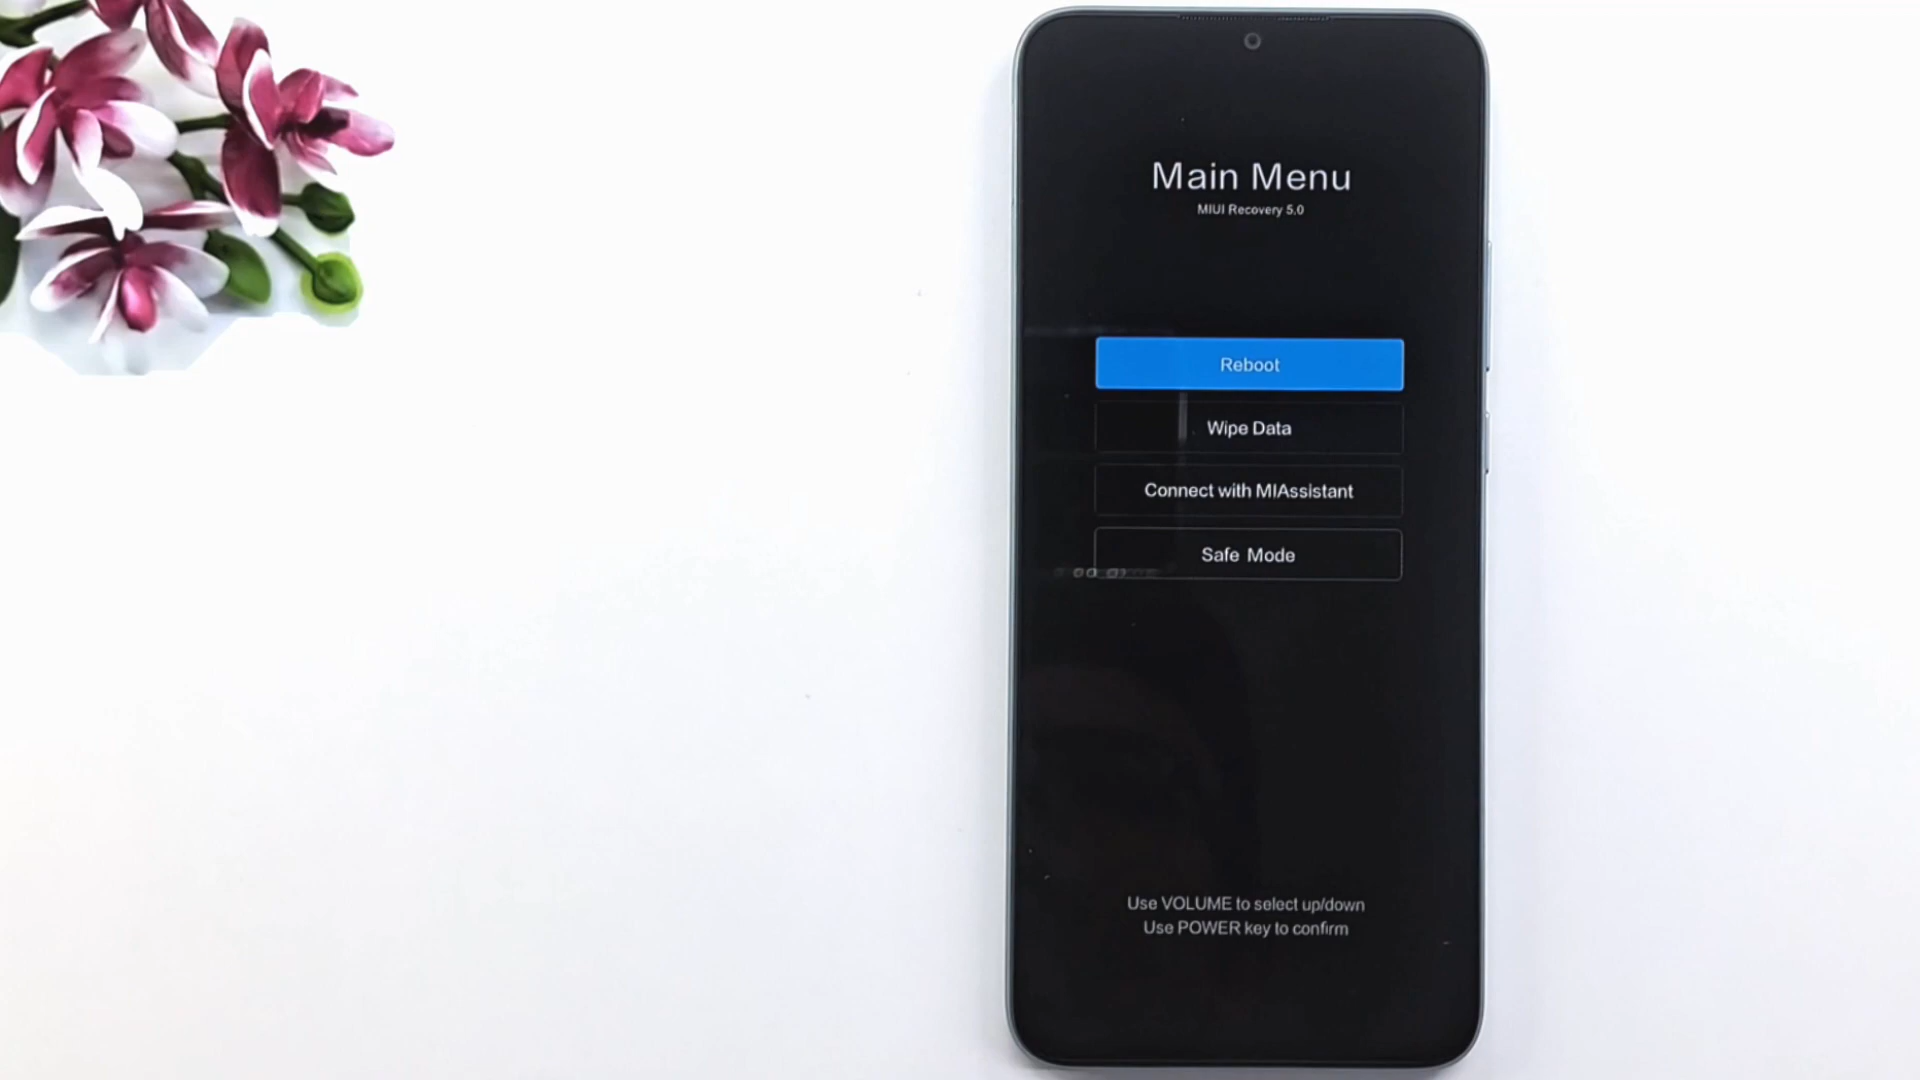 Main Menu
MIUI Recovery 5.0
Reboot
Wipe Data
Connect with MIAssistant
Safe Mode
Use VOLUME to select up/down
Use POWER key to confirm